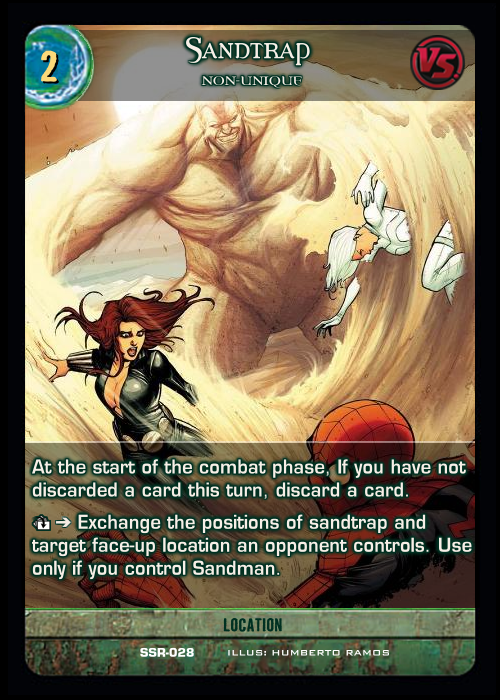 2
SANDTRAP
VS.
NON-UNIQUE
At the start of the combat phase, If you have not
discarded a card this turn, discard a card.
→ Exchange the positions of sandtrap and
target face-up location an opponent controls. Use
only if you control Sandman.
LOCATION
SSR-028 ILLUS: HUMBERTO RAMOS